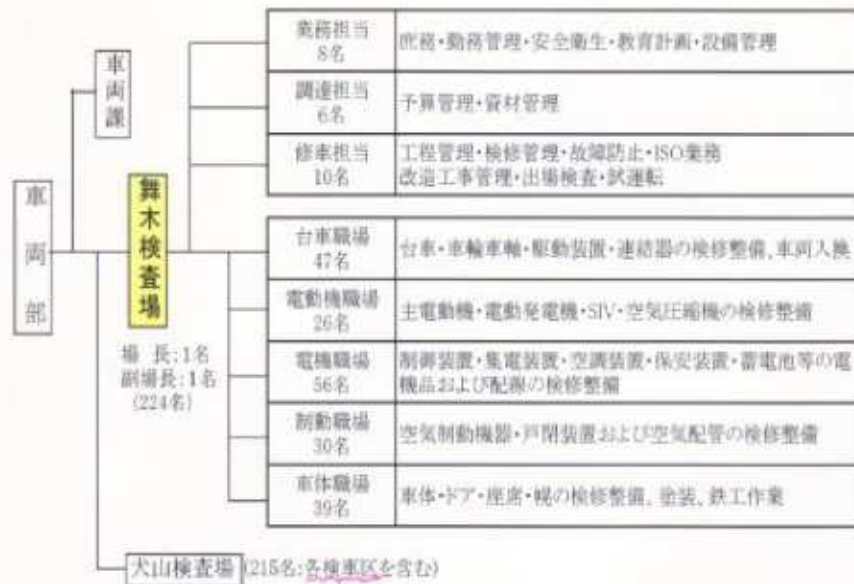 車両部
車両課
舞木検査場
場 長:1名
副場長:1名
(224名)
業務担当
8名
庶務・勤務管理・安全衛生・教育計画・設備管理
調達担当
6名
予算管理・資材管理
修車担当
10名
工程管理・検修管理・故障防止・ISO業務
改造工事管理・出場検査・試運転
台車職場
47名
台車・車輪車軸・駆動装置・連結器の検修整備、車両入換
電動機職場
26名
主電動機・電動発電機・SIV・空気圧縮機の検修整備
電機職場
56名
制御装置・集電装置・空調装置・保安装置・蓄電池等の電
機品および配線の検修整備
制動職場
30名
空気制動機器・戸閉装置および空気配管の検修整備
車体職場
39名
車体・ドア・座席・幌の検修整備、塗装、鉄工作業
犬山検査場(215名:各検車区を含む)